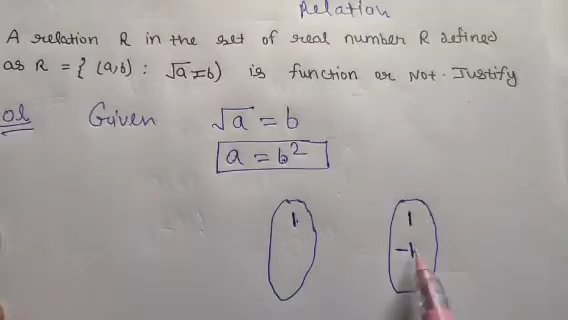 Relation
A relation R in the set of real number R defined
as R = { (a,b) : √a = b) is function or Not. Justify
Sol Given √a = b
a = b²
1 1
-1